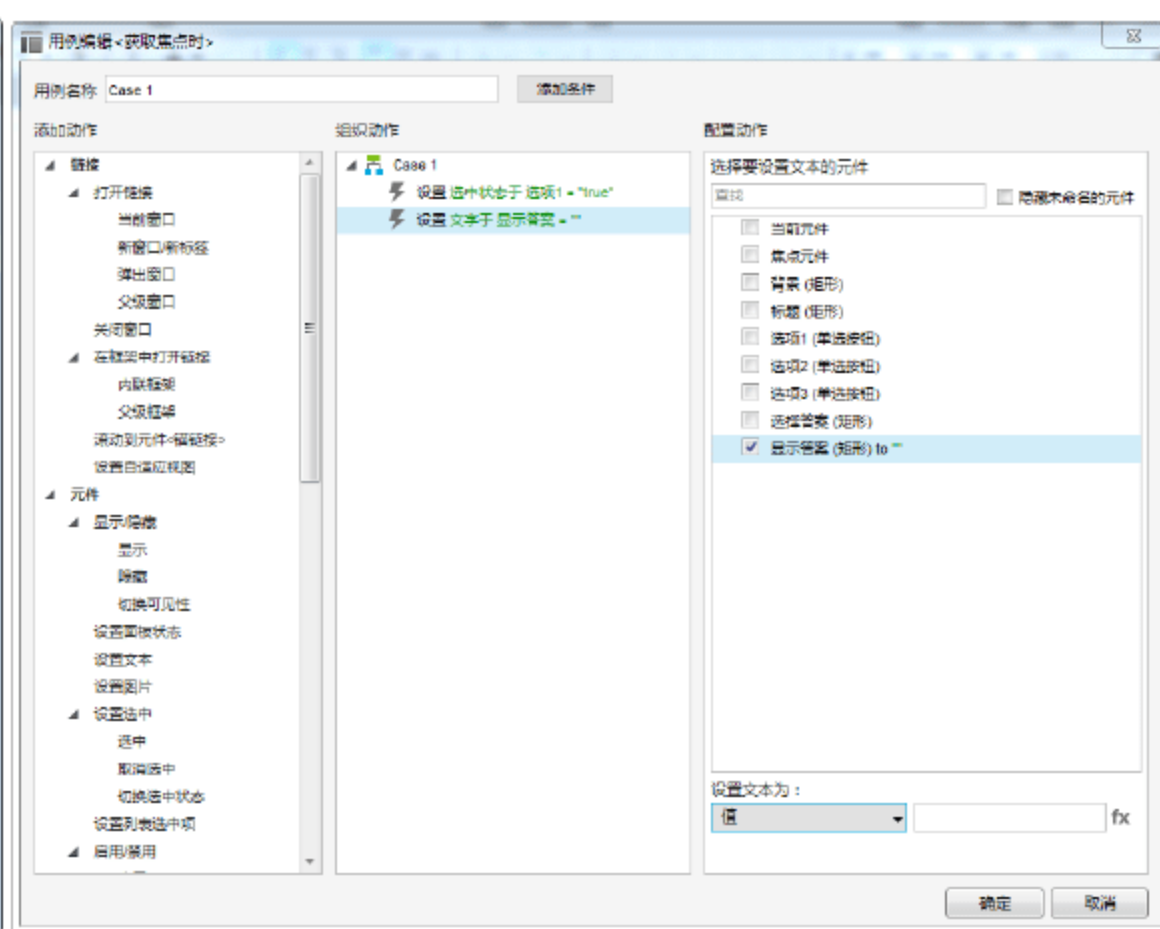 用例编辑<获取焦点时>
用例名称 Case 1 添加条件
添加动作
链接
打开链接
当前窗口
新窗口/新标签
弹出窗口
父级窗口
关闭窗口
在框架中打开链接
内联框架
父级框架
滚动到元件<锚链接>
设置自适应视图
元件
显示/隐藏
显示
隐藏
切换可见性
设置面板状态
设置文本
设置图片
设置选中
选中
取消选中
切换选中状态
设置列表选中项
启用/禁用
组织动作
Case 1
设置 选中状态于 选项1 = "true"
设置 文字于 显示答案 = ""
配置动作
选择要设置文本的元件
查找 隐藏未命名的元件
当前元件
焦点元件
背景 (矩形)
标题 (矩形)
选项1 (单选按钮)
选项2 (单选按钮)
选项3 (单选按钮)
选择答案 (矩形)
显示答案 (矩形) to ""
设置文本为：
值 fx
确定 取消